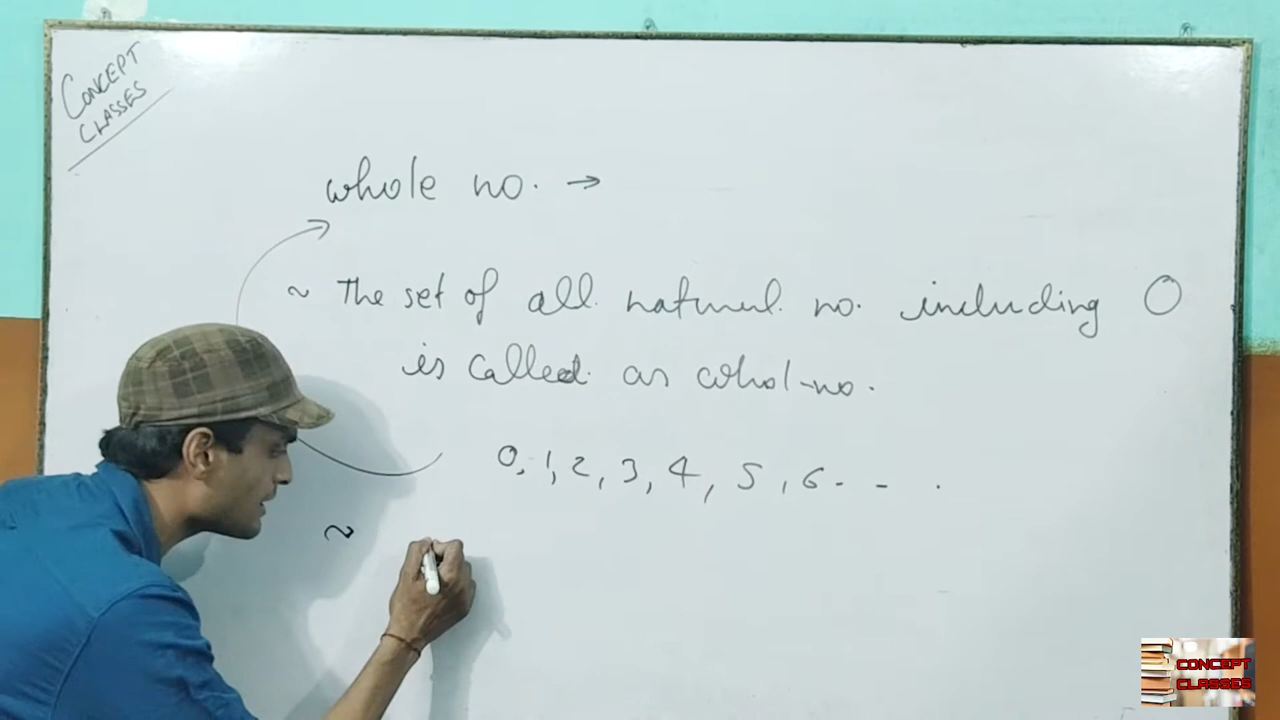 CONCEPT
CLASSES
whole no. →
~ The set of all natural no. including 0
is called as whol-no.
0, 1, 2, 3, 4, 5, 6 - - .
~
CONCEPT
CLASSES